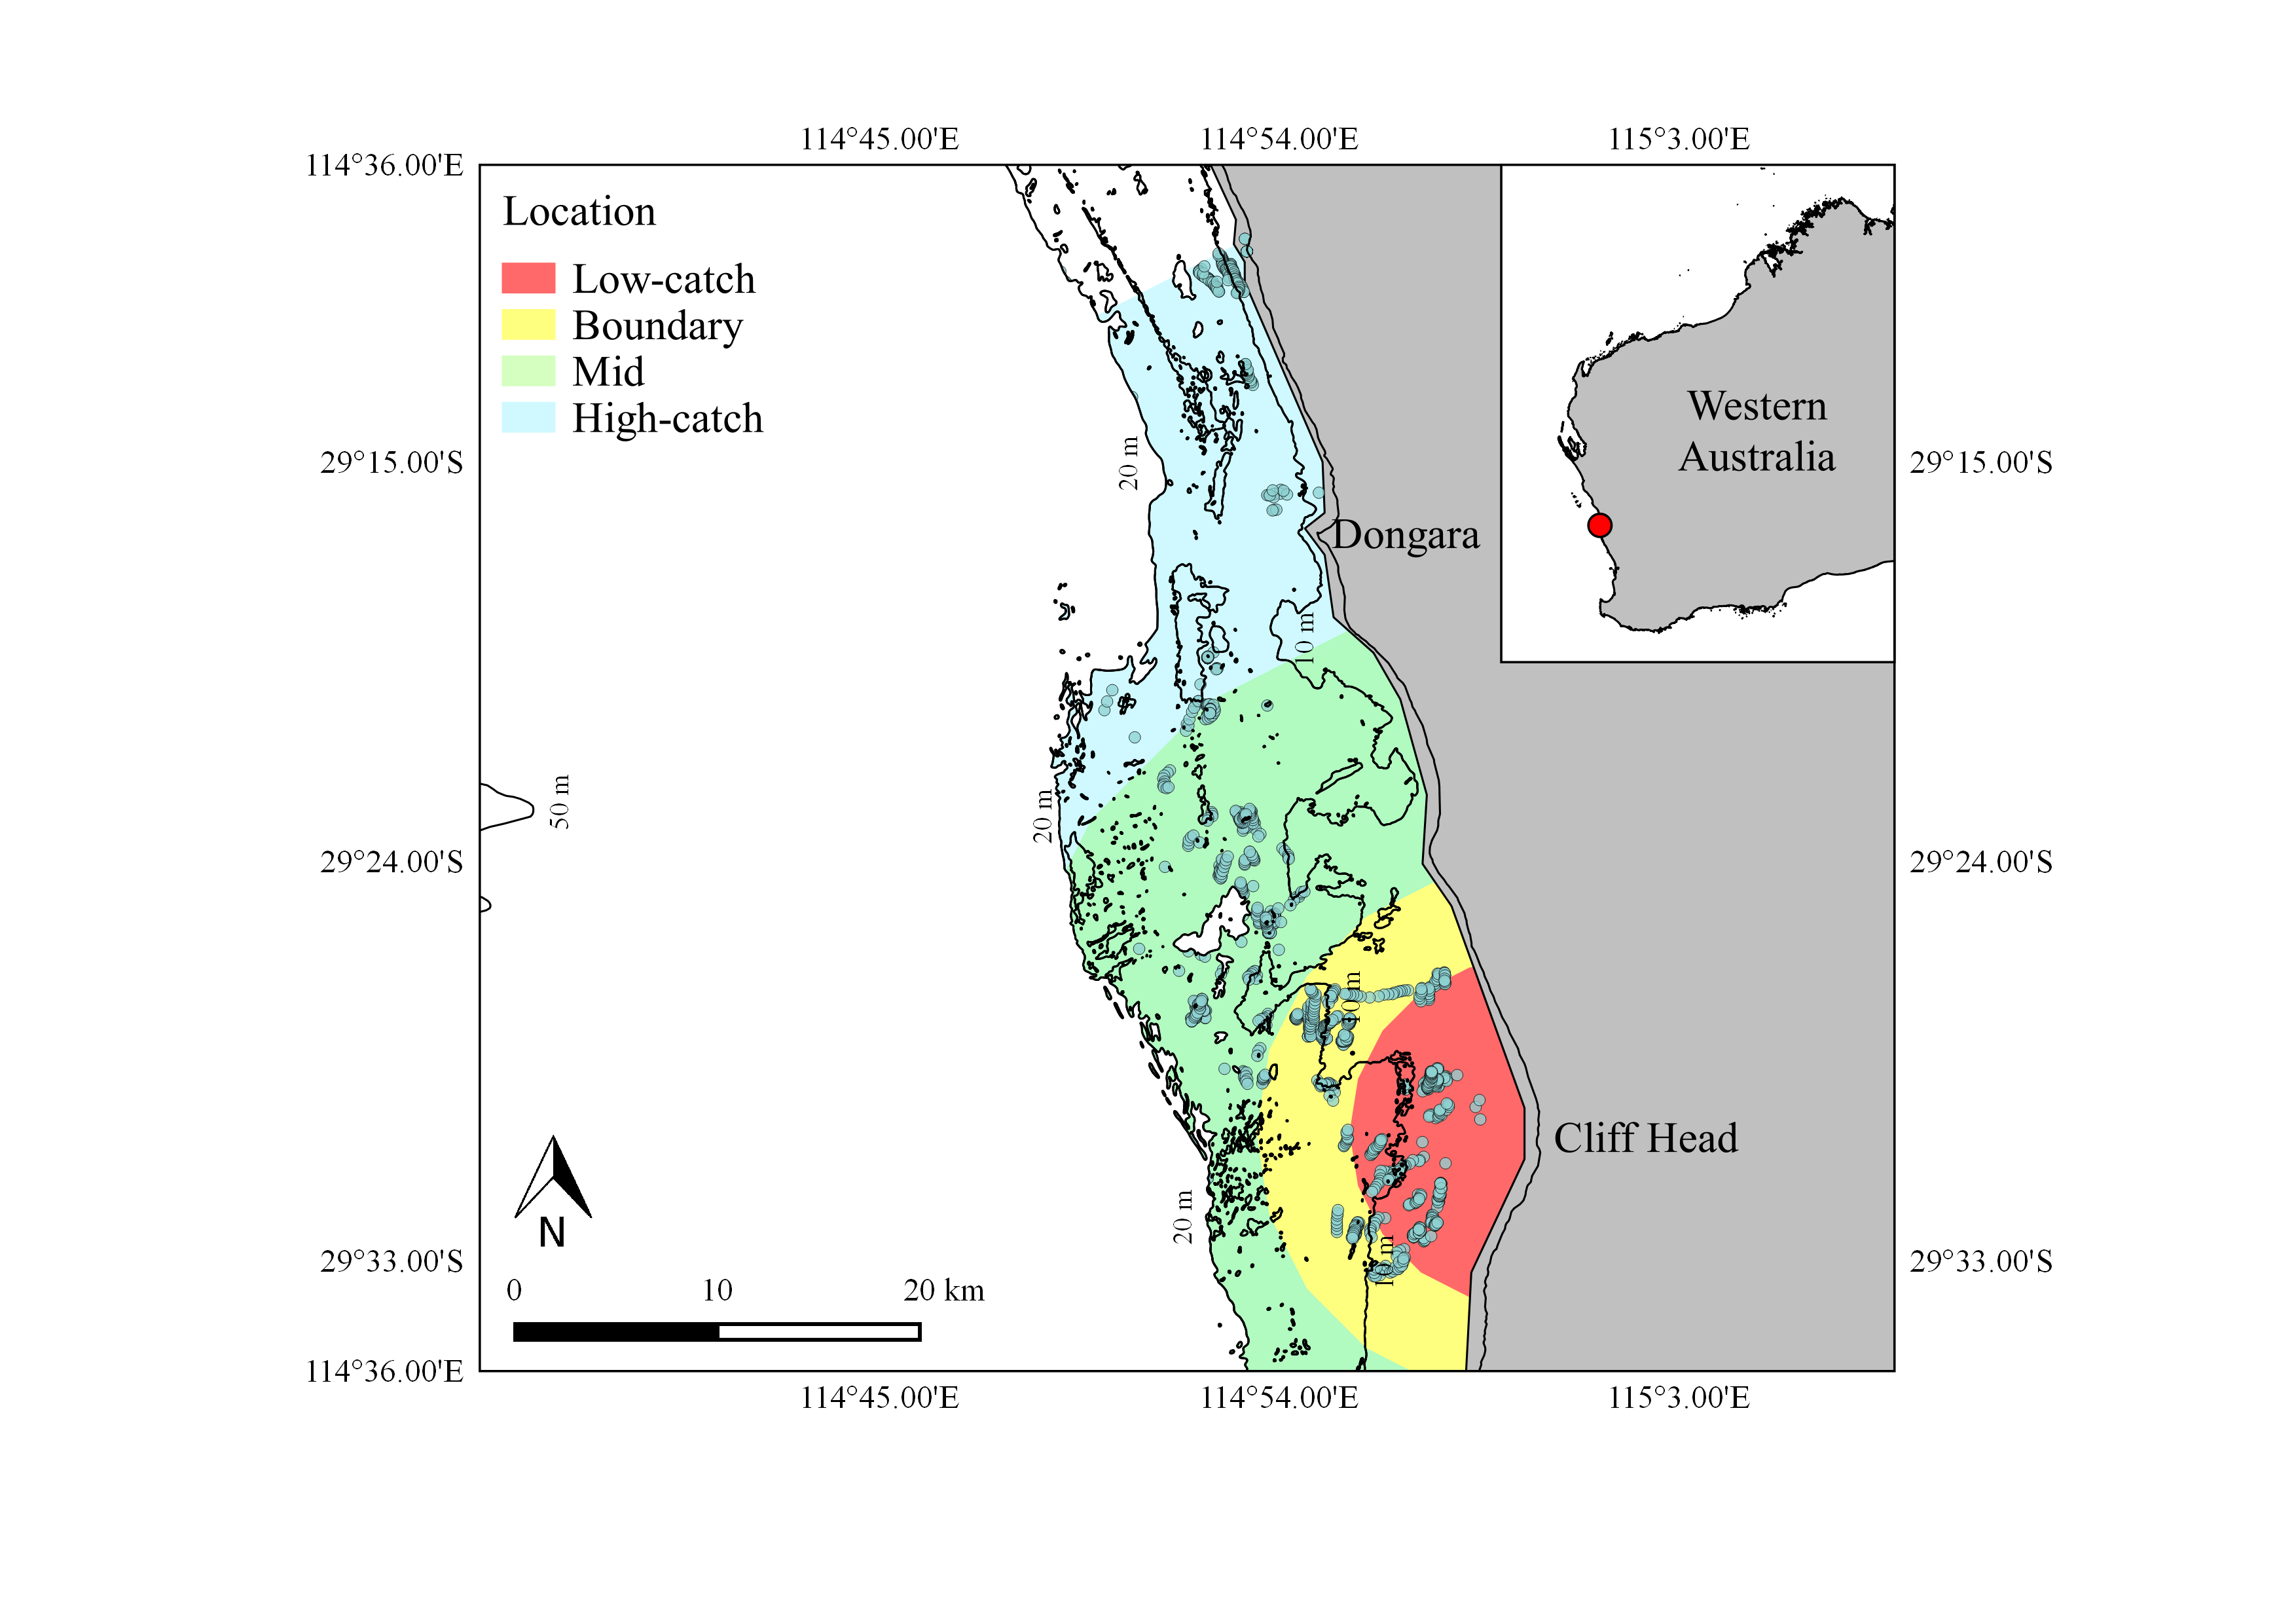 114°45.00'E
114°54.00'E
115°3.00'E
114°36.00'E
Location
Low-catch
Boundary
Mid
High-catch
Western
Australia
29°15.00'S
20 m
29°15.00'S
Dongara
10 m
50 m
20 m
29°24.00'S
29°24.00'S
10 m
Cliff Head
20 m
N
29°33.00'S
10 m
29°33.00'S
0
10
20 km
114°36.00'E
114°45.00'E
114°54.00'E
115°3.00'E